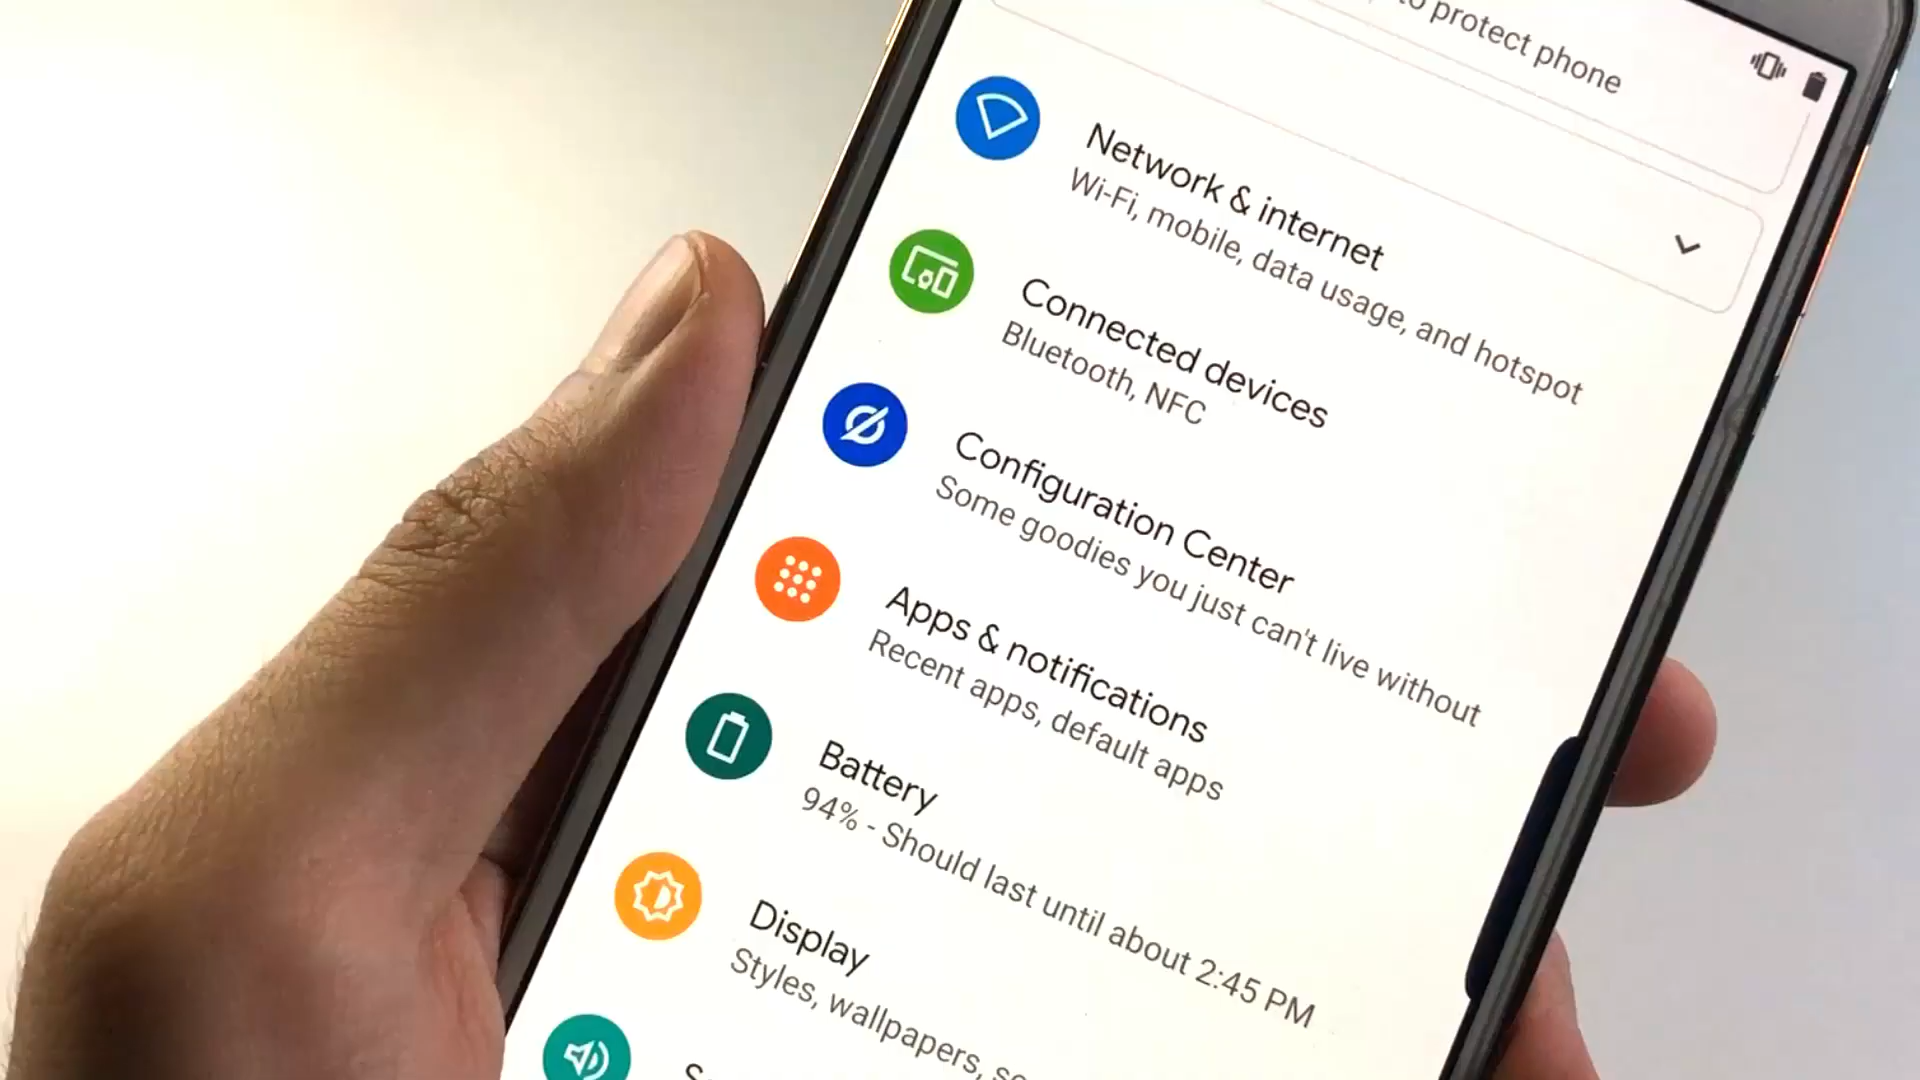 to protect phone
Network & internet
Wi-Fi, mobile, data usage, and hotspot
Connected devices
Bluetooth, NFC
Configuration Center
Some goodies you just can't live without
Apps & notifications
Recent apps, default apps
Battery
94% - Should last until about 2:45 PM
Display
Styles, wallpapers,